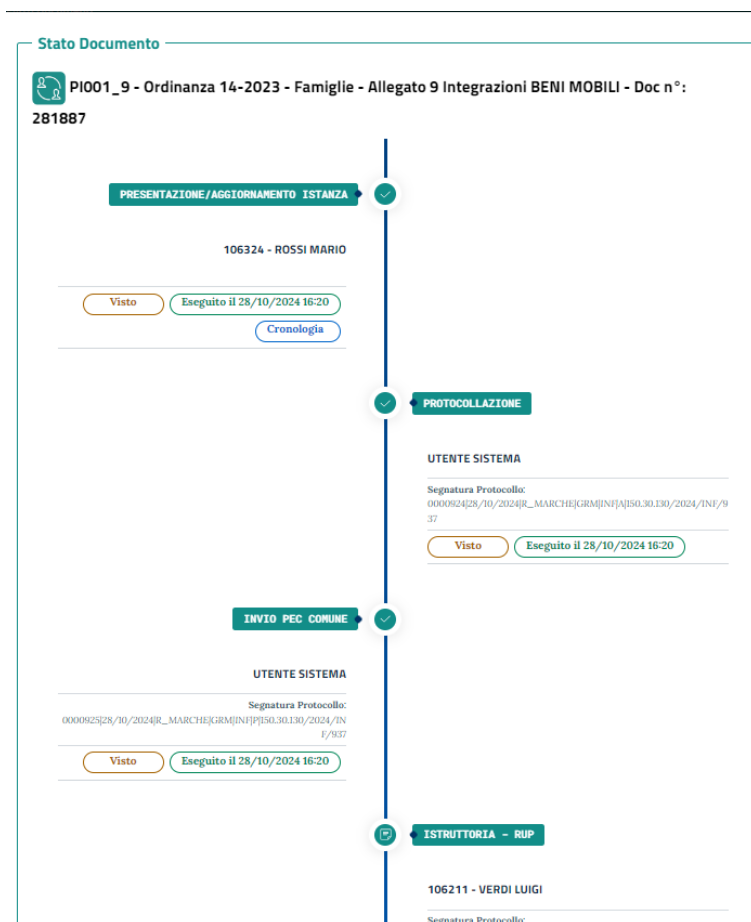 Stato Documento
PI001_9 - Ordinanza 14-2023 - Famiglie - Allegato 9 Integrazioni BENI MOBILI - Doc n°:
281887
PRESENTAZIONE/AGGIORNAMENTO ISTANZA
106324 - ROSSI MARIO
Visto
Eseguito il 28/10/2024 16:20
Cronologia
PROTOCOLLAZIONE
UTENTE SISTEMA
Segnatura Protocollo:
0000924|28/10/2024|R_MARCHE|GRM|INF|A|150.30.130/2024/INF/9
37
Visto
Eseguito il 28/10/2024 16:20
INVIO PEC COMUNE
UTENTE SISTEMA
Segnatura Protocollo:
0000925|28/10/2024|R_MARCHE|GRM|INF|P|150.30.130/2024/IN
F/937
Visto
Eseguito il 28/10/2024 16:20
ISTRUTTORIA - RUP
106211 - VERDI LUIGI
Segnatura Protocollo: